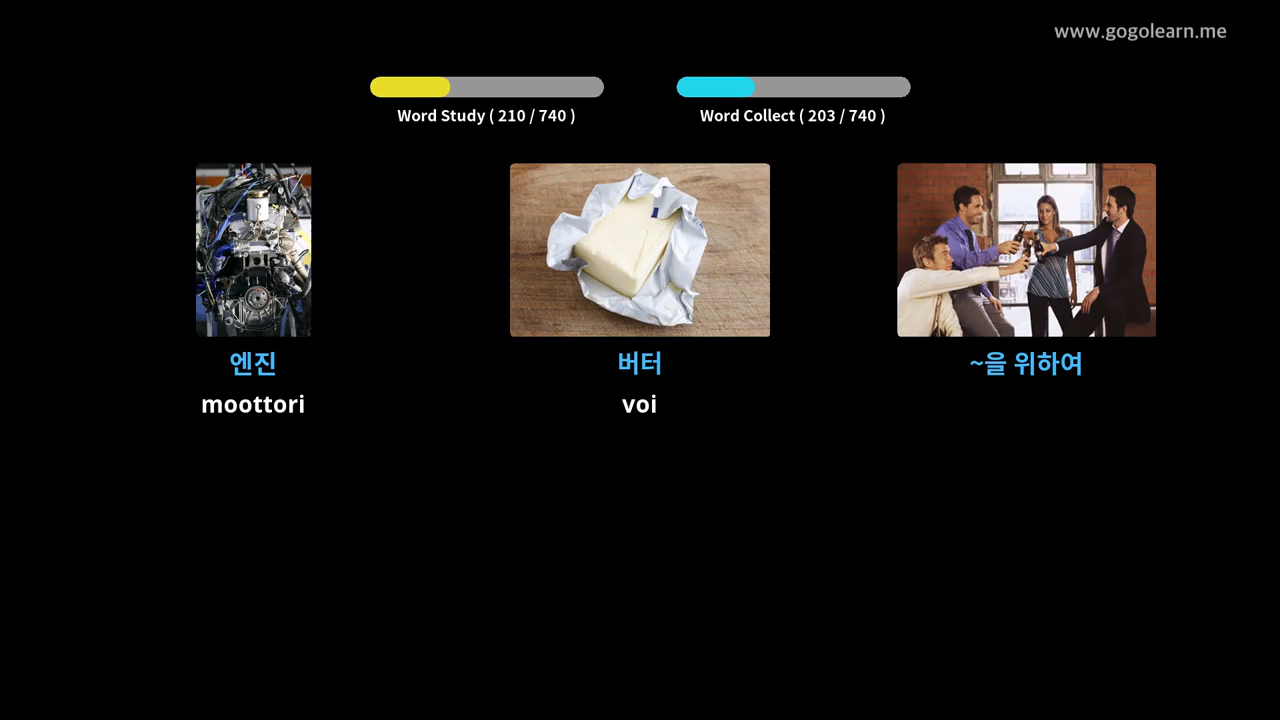 www.gogolearn.me
Word Study ( 210 / 740 )
Word Collect ( 203 / 740 )
엔진
버터
~을 위하여
moottori
voi